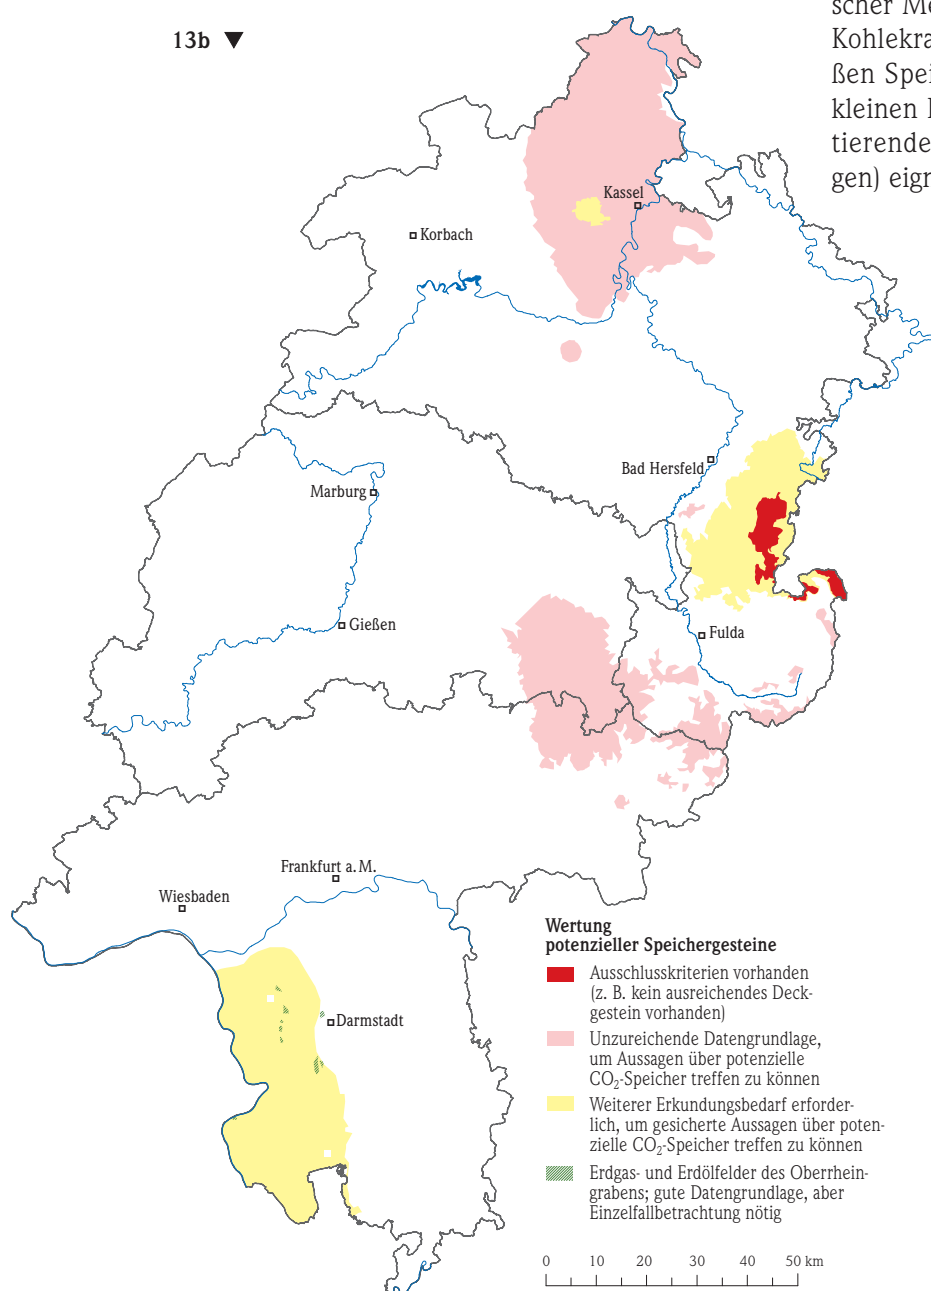 13b ▼
scher Me
Kohlekra
ßen Spei
kleinen
tierende
gen) eign
Kassel
Korbach
Bad Hersfeld
Marburg
Gießen
Fulda
Frankfurt a. M.
Wiesbaden
Darmstadt
Wertung
potenzieller Speichergesteine
Ausschlusskriterien vorhanden
(z. B. kein ausreichendes Deck-
gestein vorhanden)
Unzureichende Datengrundlage,
um Aussagen über potenzielle
CO₂-Speicher treffen zu können
Weiterer Erkundungsbedarf erforder-
lich, um gesicherte Aussagen über poten-
zielle CO₂-Speicher treffen zu können
Erdgas- und Erdölfelder des Oberrhein-
grabens; gute Datengrundlage, aber
Einzelfallbetrachtung nötig
0 10 20 30 40 50 km